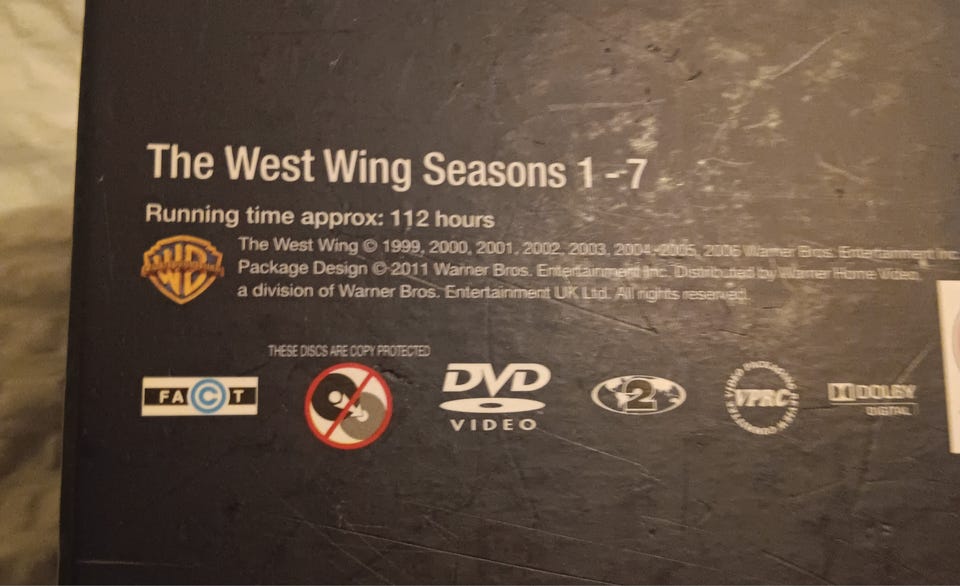 The West Wing Seasons 1 - 7
Running time approx: 112 hours
The West Wing © 1999, 2000, 2001, 2002, 2003, 2004, 2005, 2006 Warner Bros. Entertainment Inc.
Package Design © 2011 Warner Bros. Entertainment Inc. Distributed by Warner Home Video,
a division of Warner Bros. Entertainment UK Ltd. All rights reserved.
WB
THESE DISCS ARE COPY PROTECTED
FACT
DVD
VIDEO
2
VPRC
DOLBY
DIGITAL